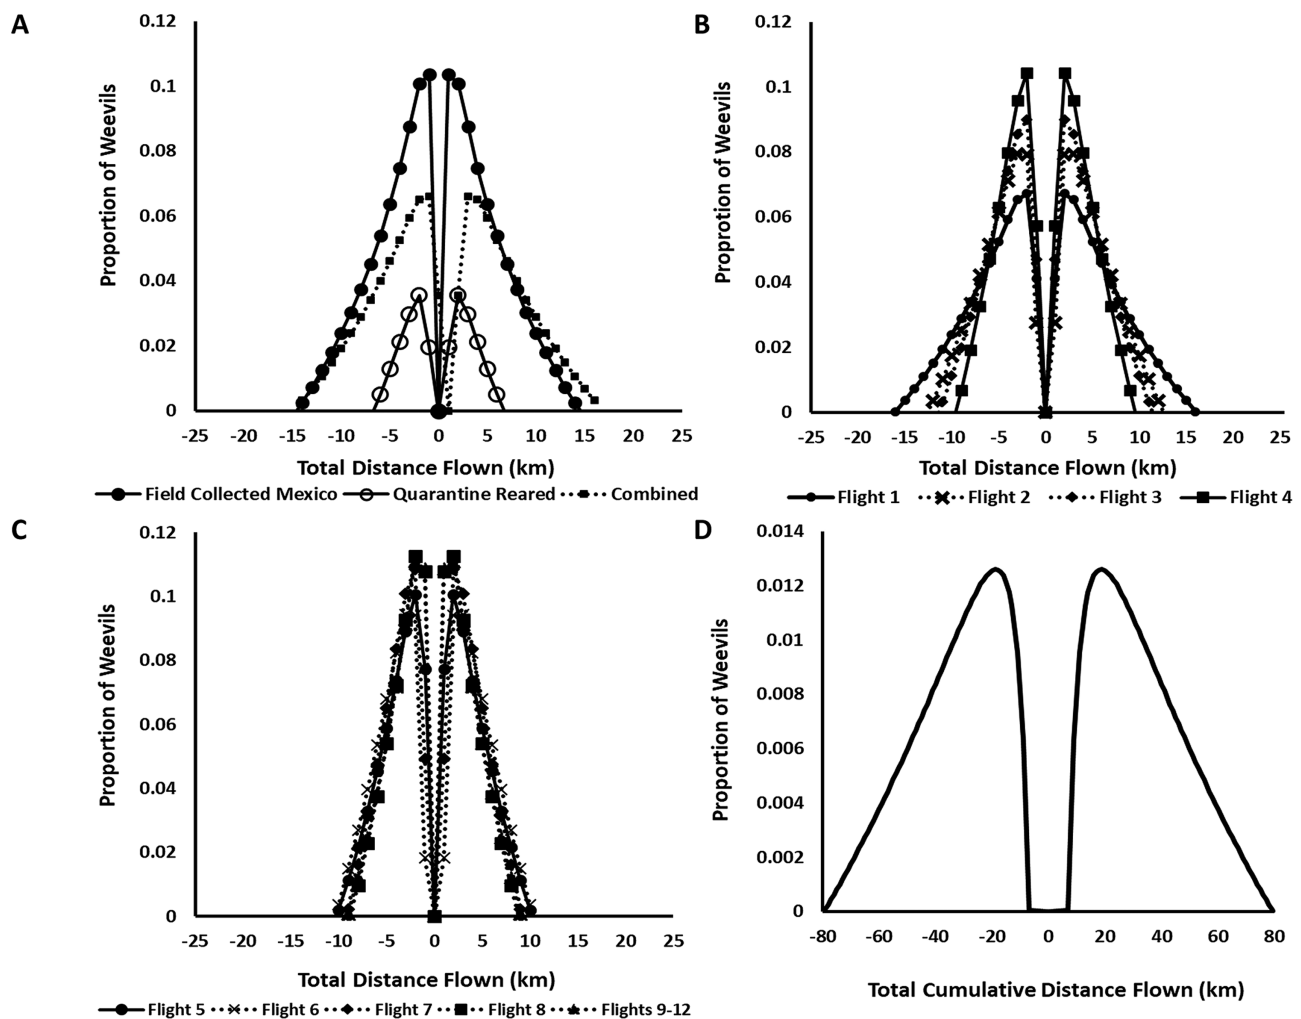 A
0.12
0.1
0.08
0.06
0.04
0.02
0
Proportion of Weevils
-25 -20 -15 -10 -5 0 5 10 15 20 25
Total Distance Flown (km)
Field Collected Mexico Quarantine Reared Combined
B
0.12
0.1
0.08
0.06
0.04
0.02
0
Proprotion of Weevils
-25 -20 -15 -10 -5 0 5 10 15 20 25
Total Distance Flown (km)
Flight 1 Flight 2 Flight 3 Flight 4
C
0.12
0.1
0.08
0.06
0.04
0.02
0
Proportion of Weevils
-25 -20 -15 -10 -5 0 5 10 15 20 25
Total Distance Flown (km)
Flight 5 Flight 6 Flight 7 Flight 8 Flights 9-12
D
0.014
0.012
0.01
0.008
0.006
0.004
0.002
0
Proportion of Weevils
-80 -60 -40 -20 0 20 40 60 80
Total Cumulative Distance Flown (km)